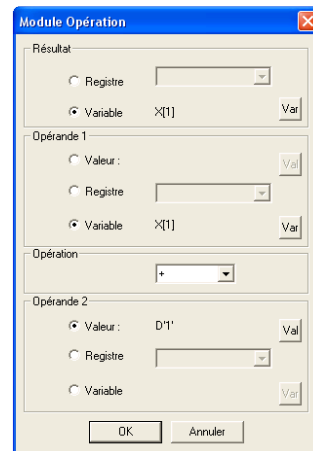 Module Opération
Résultat
Registre
Variable X[1] Var
Opérande 1
Valeur : Val
Registre
Variable X[1] Var
Opération
+
Opérande 2
Valeur : D'1' Val
Registre
Variable Var
OK Annuler